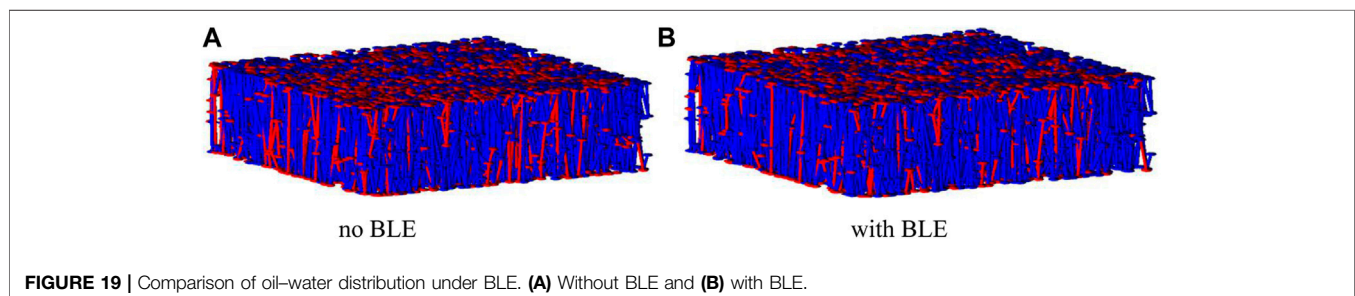 A
B
no BLE
with BLE
FIGURE 19 | Comparison of oil–water distribution under BLE. (A) Without BLE and (B) with BLE.